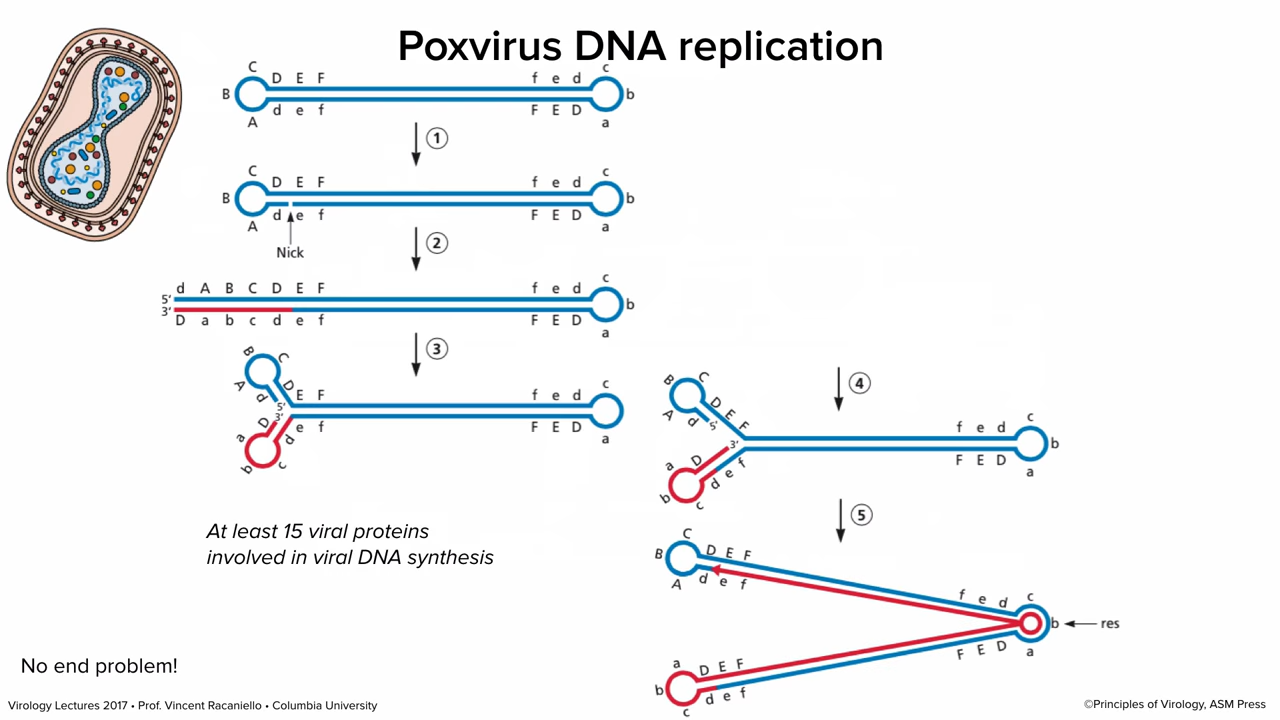 Poxvirus DNA replication
C
D E F
B
A
d e f
f e d
c
b
F E D
a
1
C
D E F
B
A
d e f
f e d
c
b
F E D
a
Nick
2
d A B C D E F
5′
3′
D a b c d e f
f e d
c
b
F E D
a
3
B C
A D E F
d 5′
3′
a D e f
b c d
f e d
c
F E D
a
4
B C
A D E F
d 5′
3′
a D
b c d e f
f e d
c
b
F E D
a
5
C
B D E F
A d e f
f e d c
b
res
F E D a
a D E F
b
c d e f
At least 15 viral proteins
involved in viral DNA synthesis
No end problem!
Virology Lectures 2017 • Prof. Vincent Racaniello • Columbia University
©Principles of Virology, ASM Press